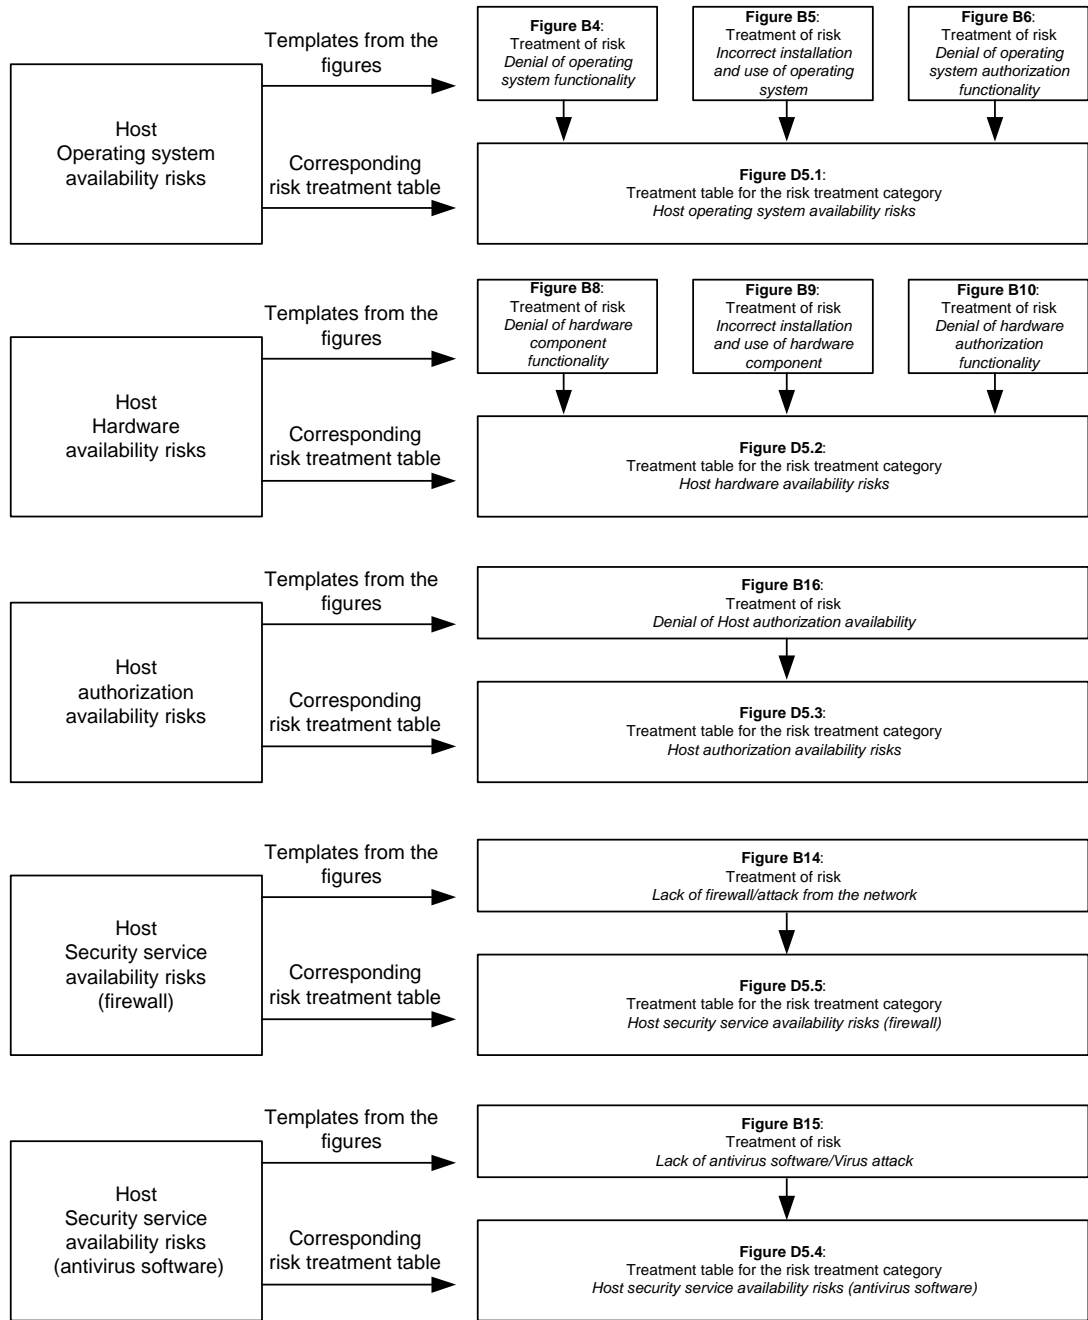 Host
Operating system
availability risks
Templates from the
figures
Corresponding
risk treatment table
Figure B4:
Treatment of risk
Denial of operating
system functionality
Figure B5:
Treatment of risk
Incorrect installation
and use of operating
system
Figure B6:
Treatment of risk
Denial of operating
system authorization
functionality
Figure D5.1:
Treatment table for the risk treatment category
Host operating system availability risks
Host
Hardware
availability risks
Templates from the
figures
Corresponding
risk treatment table
Figure B8:
Treatment of risk
Denial of hardware
component
functionality
Figure B9:
Treatment of risk
Incorrect installation
and use of hardware
component
Figure B10:
Treatment of risk
Denial of hardware
authorization
functionality
Figure D5.2:
Treatment table for the risk treatment category
Host hardware availability risks
Host
authorization
availability risks
Templates from the
figures
Corresponding
risk treatment table
Figure B16:
Treatment of risk
Denial of Host authorization availability
Figure D5.3:
Treatment table for the risk treatment category
Host authorization availability risks
Host
Security service
availability risks
(firewall)
Templates from the
figures
Corresponding
risk treatment table
Figure B14:
Treatment of risk
Lack of firewall/attack from the network
Figure D5.5:
Treatment table for the risk treatment category
Host security service availability risks (firewall)
Host
Security service
availability risks
(antivirus software)
Templates from the
figures
Corresponding
risk treatment table
Figure B15:
Treatment of risk
Lack of antivirus software/Virus attack
Figure D5.4:
Treatment table for the risk treatment category
Host security service availability risks (antivirus software)